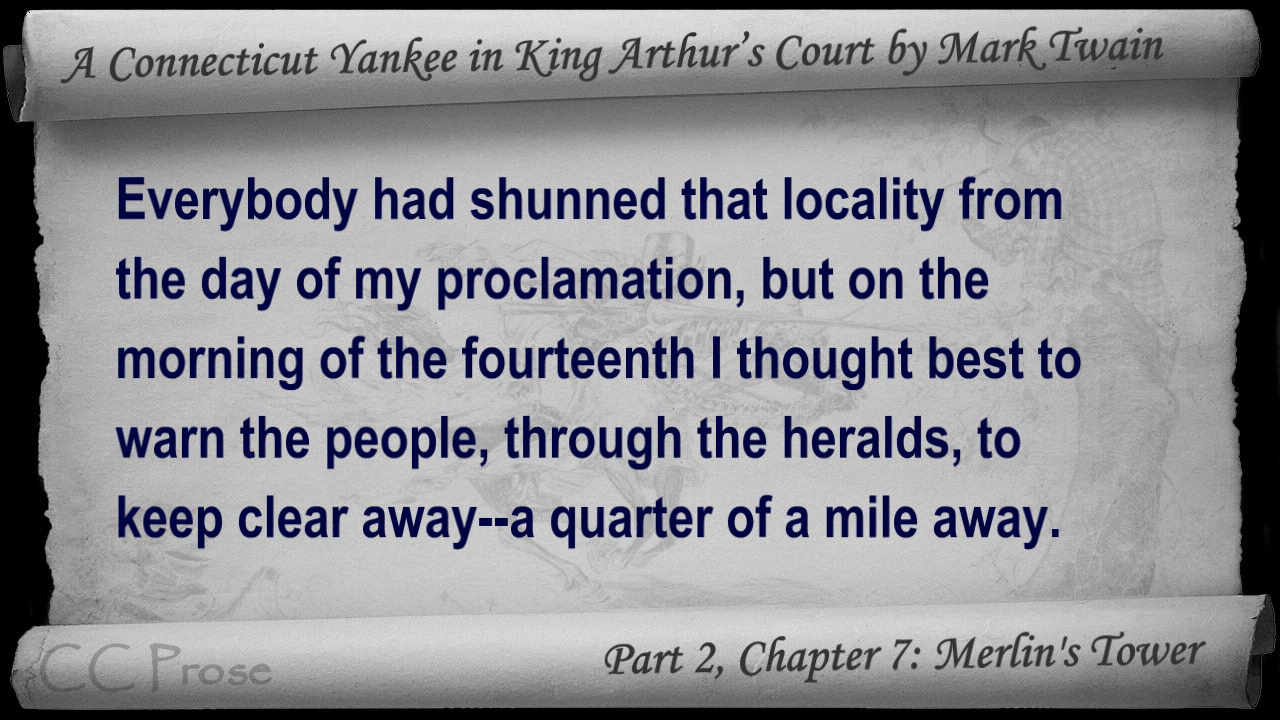 A Connecticut Yankee in King Arthur's Court by Mark Twain
Everybody had shunned that locality from
the day of my proclamation, but on the
morning of the fourteenth I thought best to
warn the people, through the heralds, to
keep clear away--a quarter of a mile away.
CC Prose
Part 2, Chapter 7: Merlin's Tower